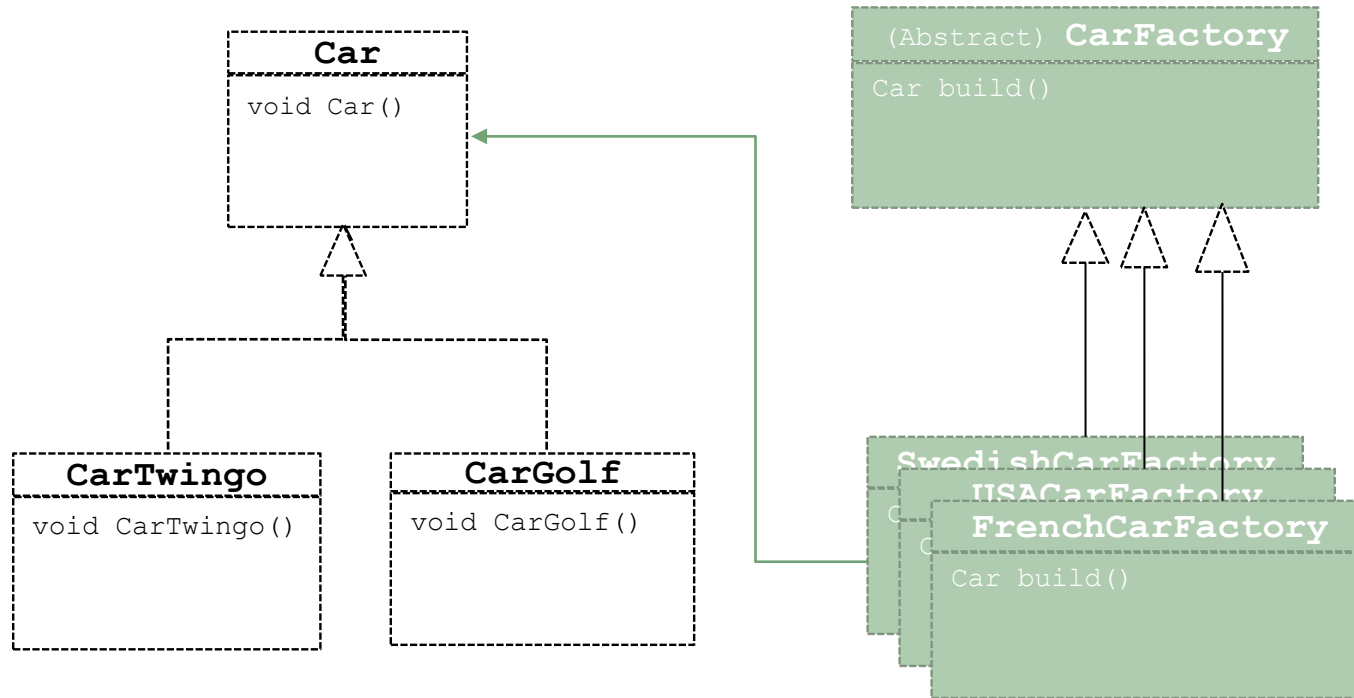 Car
void Car()
(Abstract) CarFactory
Car build()
CarTwingo
void CarTwingo()
CarGolf
void CarGolf()
SwedishCarFactory
USACarFactory
FrenchCarFactory
Car build()